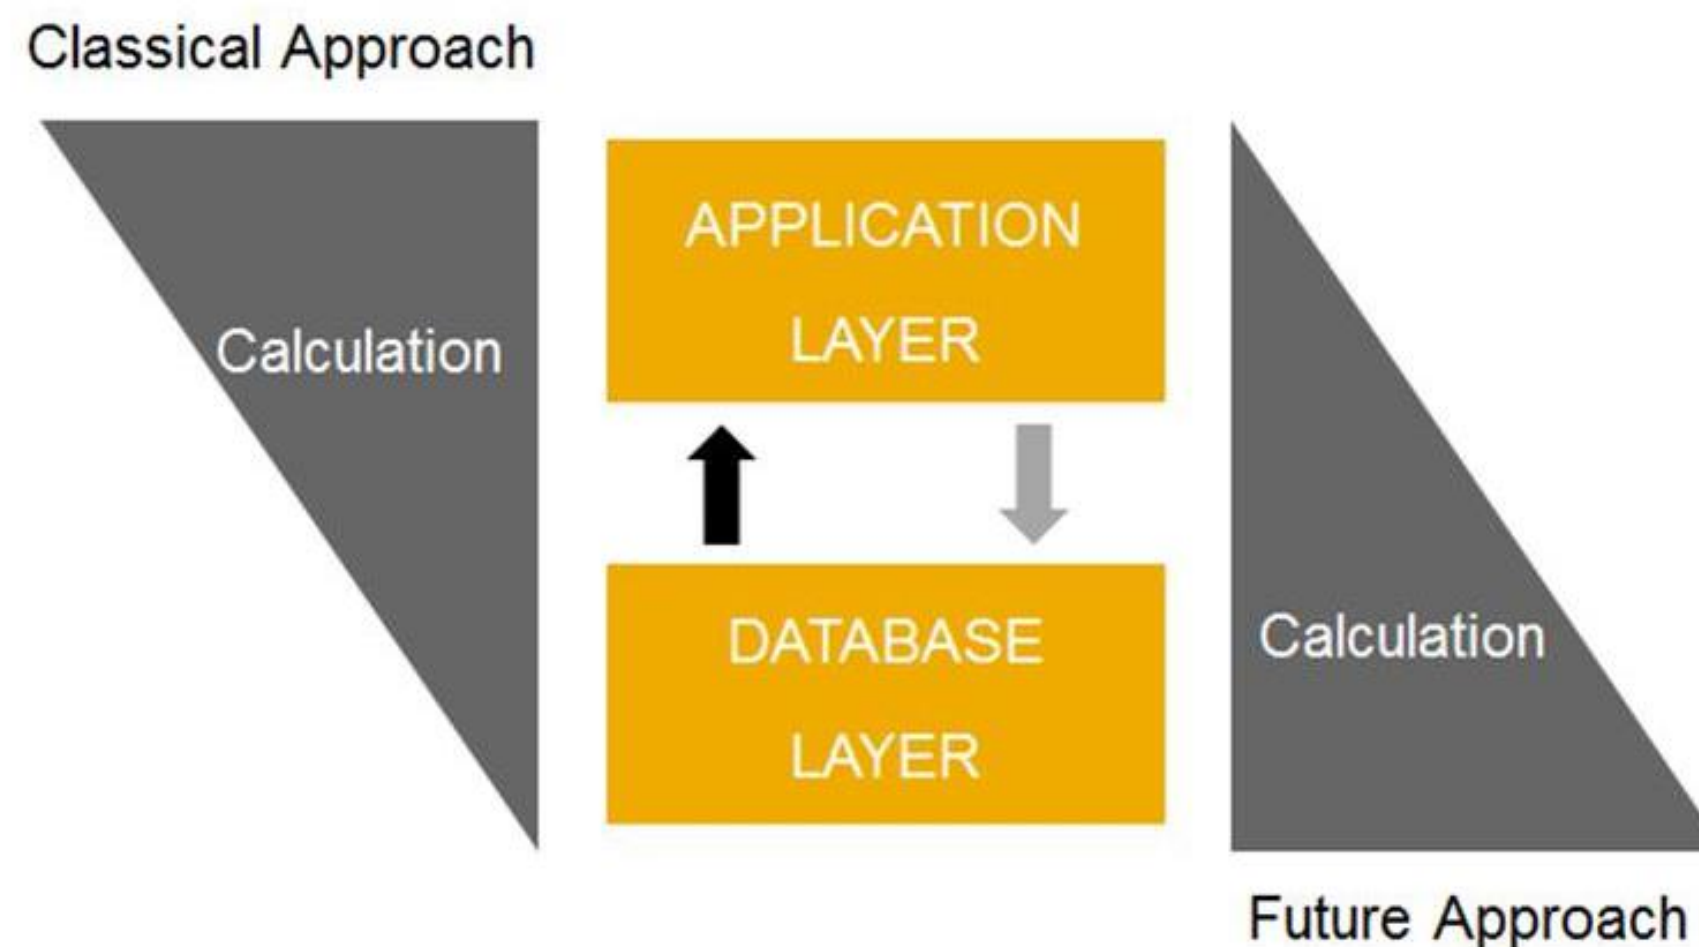 Classical Approach
APPLICATION
LAYER
Calculation
DATABASE
LAYER
Calculation
Future Approach